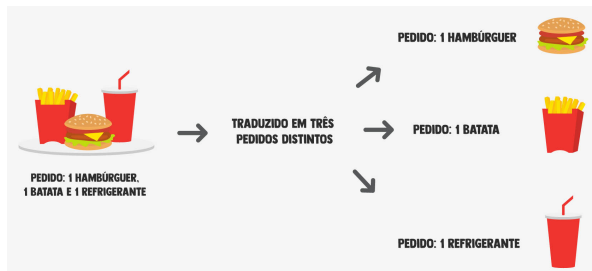 PEDIDO: 1 HAMBÚRGUER,
1 BATATA E 1 REFRIGERANTE
TRADUZIDO EM TRÊS
PEDIDOS DISTINTOS
PEDIDO: 1 HAMBÚRGUER
PEDIDO: 1 BATATA
PEDIDO: 1 REFRIGERANTE